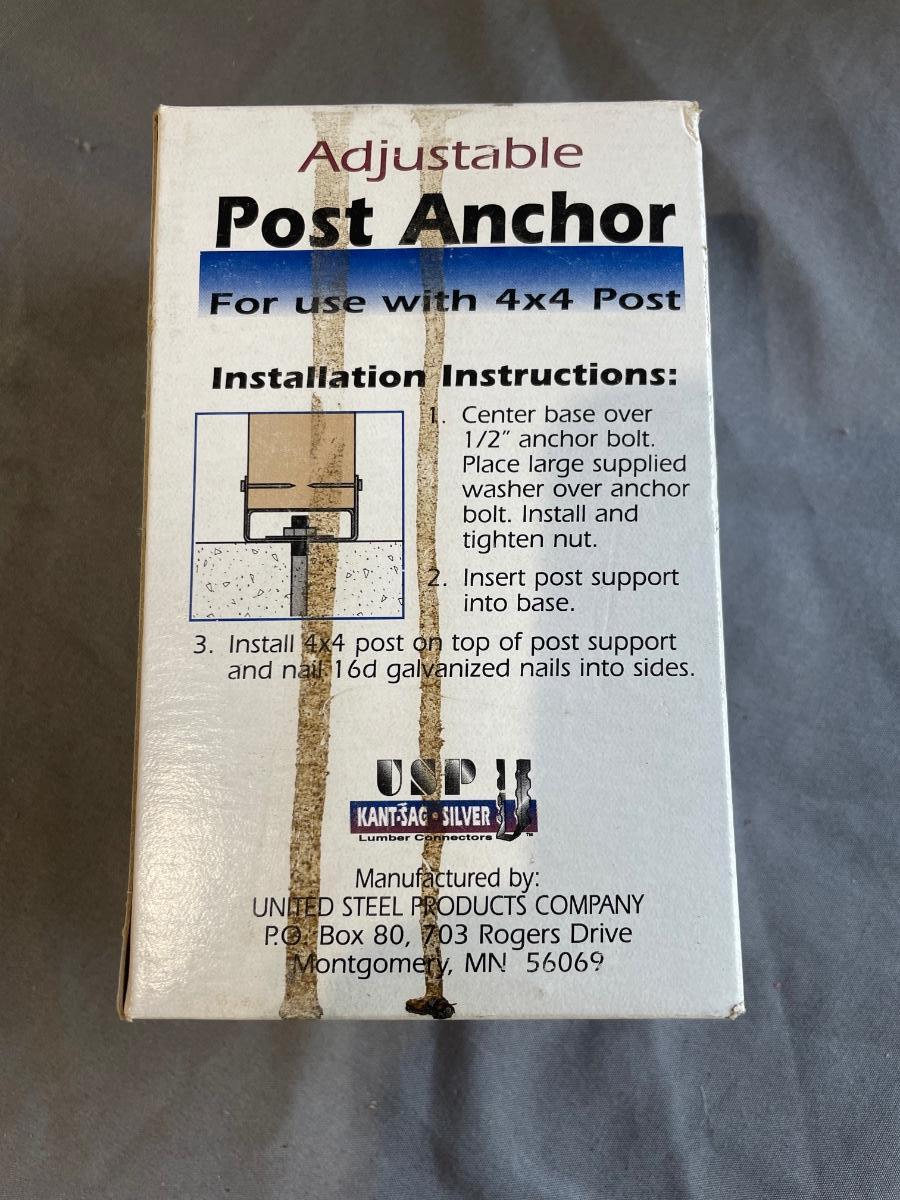 Adjustable
Post Anchor
For use with 4x4 Post
Installation Instructions:
1. Center base over
1/2” anchor bolt.
Place large supplied
washer over anchor
bolt. Install and
tighten nut.
2. Insert post support
into base.
3. Install 4x4 post on top of post support
and nail 16d galvanized nails into sides.
USP
KANT-SAG • SILVER
Lumber Connectors ™
Manufactured by:
UNITED STEEL PRODUCTS COMPANY
P.O. Box 80, 703 Rogers Drive
Montgomery, MN 56069